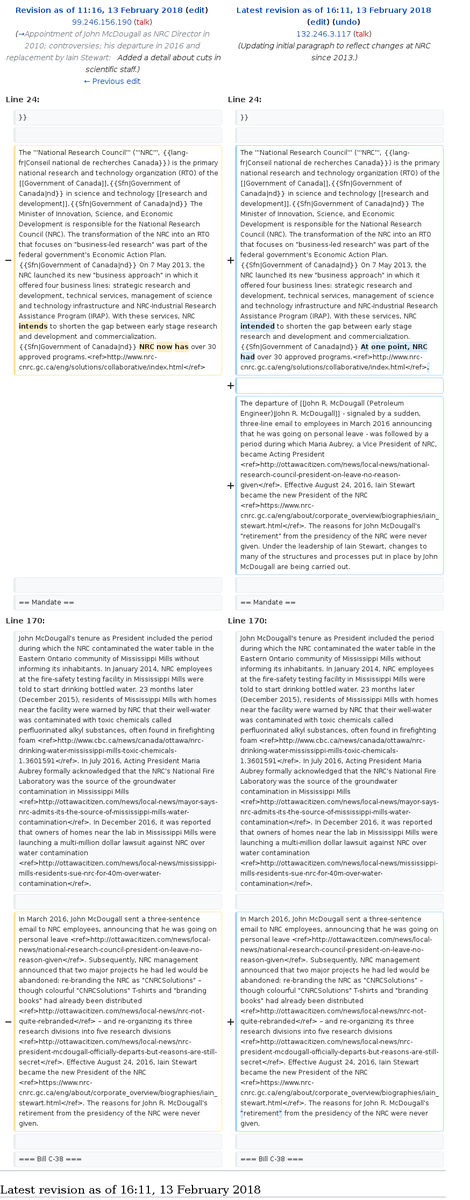 Revision as of 11:16, 13 February 2018 (edit)
99.246.156.190 (talk)
(→Appointment of John McDougall as NRC Director in
2010; controversies; his departure in 2016 and
replacement by Iain Stewart:  Added a detail about cuts in
scientific staff.)
← Previous edit
Latest revision as of 16:11, 13 February 2018
(edit) (undo)
132.246.3.117 (talk)
(Updating initial paragraph to reflect changes at NRC
since 2013.)
Line 24:
Line 24:
}}
}}
−
The '''National Research Council''' ('''NRC''', {{lang-
fr|Conseil national de recherches Canada}}) is the primary
national research and technology organization (RTO) of the
[[Government of Canada]],{{Sfn|Government of
Canada|nd}} in science and technology [[research and
development]].{{Sfn|Government of Canada|nd}} The
Minister of Innovation, Science, and Economic
Development is responsible for the National Research
Council (NRC). The transformation of the NRC into an RTO
that focuses on "business-led research" was part of the
federal government's Economic Action Plan.
{{Sfn|Government of Canada|nd}} On 7 May 2013, the
NRC launched its new "business approach" in which it
offered four business lines: strategic research and
development, technical services, management of science
and technology infrastructure and NRC-Industrial Research
Assistance Program (IRAP). With these services, NRC
intends to shorten the gap between early stage research
and development and commercialization.
{{Sfn|Government of Canada|nd}} NRC now has over 30
approved programs.<ref>http://www.nrc-
cnrc.gc.ca/eng/solutions/collaborative/index.html</ref>
+
The '''National Research Council''' ('''NRC''', {{lang-
fr|Conseil national de recherches Canada}}) is the primary
national research and technology organization (RTO) of the
[[Government of Canada]],{{Sfn|Government of
Canada|nd}} in science and technology [[research and
development]].{{Sfn|Government of Canada|nd}} The
Minister of Innovation, Science, and Economic
Development is responsible for the National Research
Council (NRC). The transformation of the NRC into an RTO
that focuses on "business-led research" was part of the
federal government's Economic Action Plan.
{{Sfn|Government of Canada|nd}} On 7 May 2013, the
NRC launched its new "business approach" in which it
offered four business lines: strategic research and
development, technical services, management of science
and technology infrastructure and NRC-Industrial Research
Assistance Program (IRAP). With these services, NRC
intended to shorten the gap between early stage
research and development and commercialization.
{{Sfn|Government of Canada|nd}} At one point, NRC
had over 30 approved programs.<ref>http://www.nrc-
cnrc.gc.ca/eng/solutions/collaborative/index.html</ref>.
+
+
The departure of [[John R. McDougall (Petroleum
Engineer)|John R. McDougall]] - signaled by a sudden,
three-line email to employees in March 2016 announcing
that he was going on personal leave - was followed by a
period during which Maria Aubrey, a Vice President of NRC,
became Acting President
<ref>http://ottawacitizen.com/news/local-news/national-
research-council-president-on-leave-no-reason-
given</ref>. Effective August 24, 2016, Iain Stewart
became the new President of the NRC
<ref>https://www.nrc-
cnrc.gc.ca/eng/about/corporate_overview/biographies/iain_
stewart.html</ref>. The reasons for John McDougall's
"retirement" from the presidency of the NRC were never
given. Under the leadership of Iain Stewart, changes to
many of the structures and processes put in place by John
McDougall are being carried out.
== Mandate ==
== Mandate ==
Line 170:
Line 170:
John McDougall's tenure as President included the period
during which the NRC contaminated the water table in the
Eastern Ontario community of Mississippi Mills without
informing its inhabitants. In January 2014, NRC employees
at the fire-safety testing facility in Mississippi Mills were
told to start drinking bottled water. 23 months later
(December 2015), residents of Mississippi Mills with homes
near the facility were warned by NRC that their well-water
was contaminated with toxic chemicals called
perfluorinated alkyl substances, often found in firefighting
foam <ref>http://www.cbc.ca/news/canada/ottawa/nrc-
drinking-water-mississippi-mills-toxic-chemicals-
1.3601591</ref>. In July 2016, Acting President Maria
Aubrey formally acknowledged that the NRC's National Fire
Laboratory was the source of the groundwater
contamination in Mississippi Mills
<ref>http://ottawacitizen.com/news/local-news/mayor-says-
nrc-admits-its-the-source-of-mississippi-mills-water-
contamination</ref>. In December 2016, it was reported
that owners of homes near the lab in Mississippi Mills were
launching a multi-million dollar lawsuit against NRC over
water contamination
<ref>http://ottawacitizen.com/news/local-news/mississippi-
mills-residents-sue-nrc-for-40m-over-water-
contamination</ref>.
John McDougall's tenure as President included the period
during which the NRC contaminated the water table in the
Eastern Ontario community of Mississippi Mills without
informing its inhabitants. In January 2014, NRC employees
at the fire-safety testing facility in Mississippi Mills were
told to start drinking bottled water. 23 months later
(December 2015), residents of Mississippi Mills with homes
near the facility were warned by NRC that their well-water
was contaminated with toxic chemicals called
perfluorinated alkyl substances, often found in firefighting
foam <ref>http://www.cbc.ca/news/canada/ottawa/nrc-
drinking-water-mississippi-mills-toxic-chemicals-
1.3601591</ref>. In July 2016, Acting President Maria
Aubrey formally acknowledged that the NRC's National Fire
Laboratory was the source of the groundwater
contamination in Mississippi Mills
<ref>http://ottawacitizen.com/news/local-news/mayor-says-
nrc-admits-its-the-source-of-mississippi-mills-water-
contamination</ref>. In December 2016, it was reported
that owners of homes near the lab in Mississippi Mills were
launching a multi-million dollar lawsuit against NRC over
water contamination
<ref>http://ottawacitizen.com/news/local-news/mississippi-
mills-residents-sue-nrc-for-40m-over-water-
contamination</ref>.
−
In March 2016, John McDougall sent a three-sentence
email to NRC employees, announcing that he was going on
personal leave <ref>http://ottawacitizen.com/news/local-
news/national-research-council-president-on-leave-no-
reason-given</ref>. Subsequently, NRC management
announced that two major projects he had led would be
abandoned: re-branding the NRC as "CNRCSolutions" –
though colourful "CNRCSolutions" T-shirts and "branding
books" had already been distributed
<ref>http://ottawacitizen.com/news/local-news/nrc-not-
quite-rebranded</ref> – and re-organizing its three
research divisions into five research divisions
<ref>http://ottawacitizen.com/news/local-news/nrc-
president-mcdougall-officially-departs-but-reasons-are-still-
secret</ref>. Effective August 24, 2016, Iain Stewart
became the new President of the NRC
<ref>https://www.nrc-
cnrc.gc.ca/eng/about/corporate_overview/biographies/iain_
stewart.html</ref>. The reasons for John R. McDougall's
retirement from the presidency of the NRC were never
given.
+
In March 2016, John McDougall sent a three-sentence
email to NRC employees, announcing that he was going on
personal leave <ref>http://ottawacitizen.com/news/local-
news/national-research-council-president-on-leave-no-
reason-given</ref>. Subsequently, NRC management
announced that two major projects he had led would be
abandoned: re-branding the NRC as "CNRCSolutions" –
though colourful "CNRCSolutions" T-shirts and "branding
books" had already been distributed
<ref>http://ottawacitizen.com/news/local-news/nrc-not-
quite-rebranded</ref> – and re-organizing its three
research divisions into five research divisions
<ref>http://ottawacitizen.com/news/local-news/nrc-
president-mcdougall-officially-departs-but-reasons-are-still-
secret</ref>. Effective August 24, 2016, Iain Stewart
became the new President of the NRC
<ref>https://www.nrc-
cnrc.gc.ca/eng/about/corporate_overview/biographies/iain_
stewart.html</ref>. The reasons for John R. McDougall's
"retirement" from the presidency of the NRC were never
given.
=== Bill C-38 ===
=== Bill C-38 ===
Latest revision as of 16:11, 13 February 2018